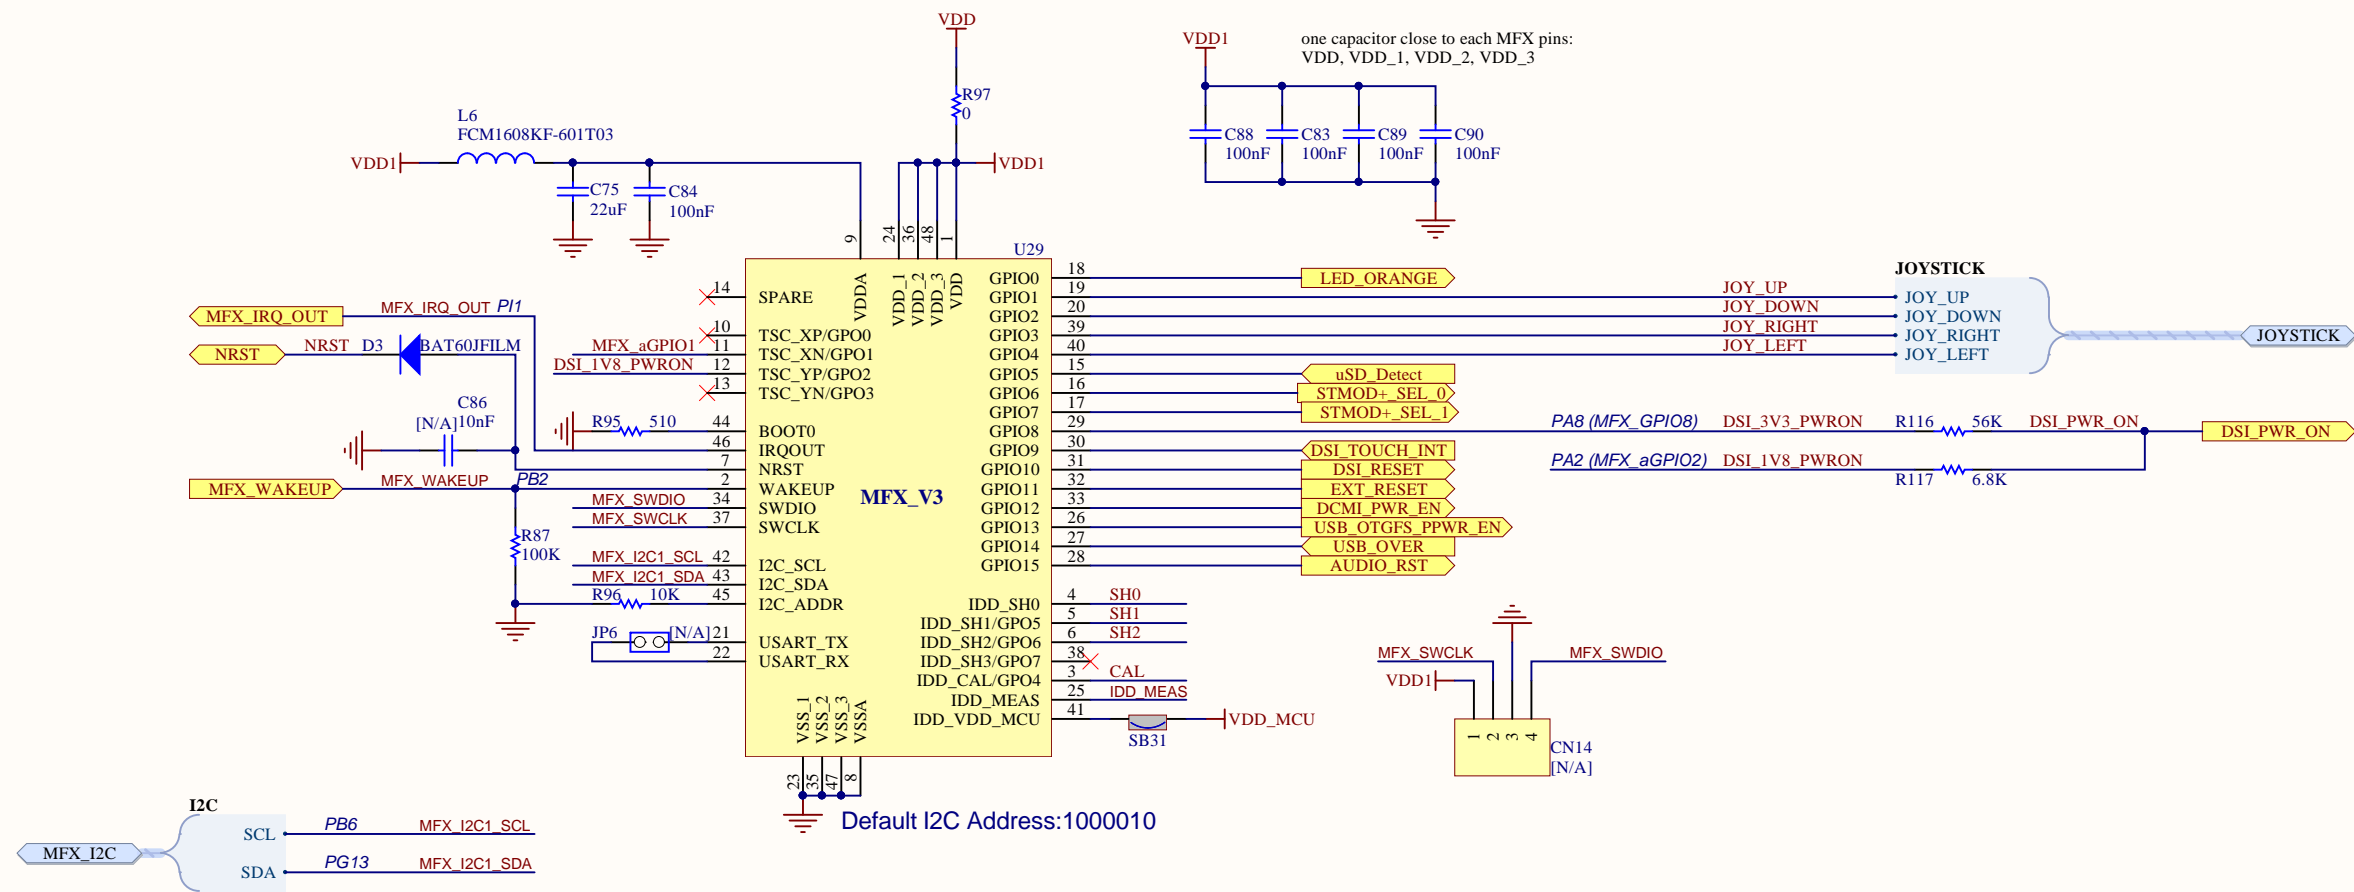 VDD
R97
0
VDD1
one capacitor close to each MFX pins:
VDD, VDD_1, VDD_2, VDD_3
C88
100nF
C83
100nF
C89
100nF
C90
100nF
L6
FCM1608KF-601T03
VDD1
C75
22uF
C84
100nF
VDD1
9
24
36
48
1
U29
VDDA
VDD_1
VDD_2
VDD_3
VDD
MFX_V3
MFX_IRQ_OUT
MFX_IRQ_OUT PI1
NRST
NRST
D3
BAT60JFILM
MFX_aGPIO1
DSI_1V8_PWRON
C86
[N/A] 10nF
R95 510
MFX_WAKEUP
MFX_WAKEUP
PB2
MFX_SWDIO
MFX_SWCLK
R87
100K
MFX_I2C1_SCL
MFX_I2C1_SDA
R96 10K
JP6
[N/A]
14 SPARE
10 TSC_XP/GPO0
11 TSC_XN/GPO1
12 TSC_YP/GPO2
13 TSC_YN/GPO3
44 BOOT0
46 IRQOUT
7 NRST
2 WAKEUP
34 SWDIO
37 SWCLK
42 I2C_SCL
43 I2C_SDA
45 I2C_ADDR
21 USART_TX
22 USART_RX
GPIO0 18 LED_ORANGE
GPIO1 19 JOY_UP
GPIO2 20 JOY_DOWN
GPIO3 39 JOY_RIGHT
GPIO4 40 JOY_LEFT
GPIO5 15 uSD_Detect
GPIO6 16 STMOD+_SEL_0
GPIO7 17 STMOD+_SEL_1
GPIO8 29 PA8 (MFX_GPIO8) DSI_3V3_PWRON R116 56K DSI_PWR_ON
DSI_PWR_ON
GPIO9 30 DSI_TOUCH_INT
GPIO10 31 DSI_RESET
PA2 (MFX_aGPIO2) DSI_1V8_PWRON
R117 6.8K
GPIO11 32 EXT_RESET
GPIO12 33 DCMI_PWR_EN
GPIO13 26 USB_OTGFS_PPWR_EN
GPIO14 27 USB_OVER
GPIO15 28 AUDIO_RST
IDD_SH0 4 SH0
IDD_SH1/GPO5 5 SH1
IDD_SH2/GPO6 6 SH2
IDD_SH3/GPO7 38
IDD_CAL/GPO4 3 CAL
IDD_MEAS 25 IDD_MEAS
IDD_VDD_MCU 41
SB31
VDD_MCU
JOYSTICK
JOY_UP
JOY_DOWN
JOY_RIGHT
JOY_LEFT
JOYSTICK
MFX_SWCLK
MFX_SWDIO
VDD1
1
2
3
4
CN14
[N/A]
VSS_1
VSS_2
VSS_3
VSSA
23
35
47
8
Default I2C Address:1000010
I2C
SCL
PB6
MFX_I2C1_SCL
MFX_I2C
SDA
PG13
MFX_I2C1_SDA